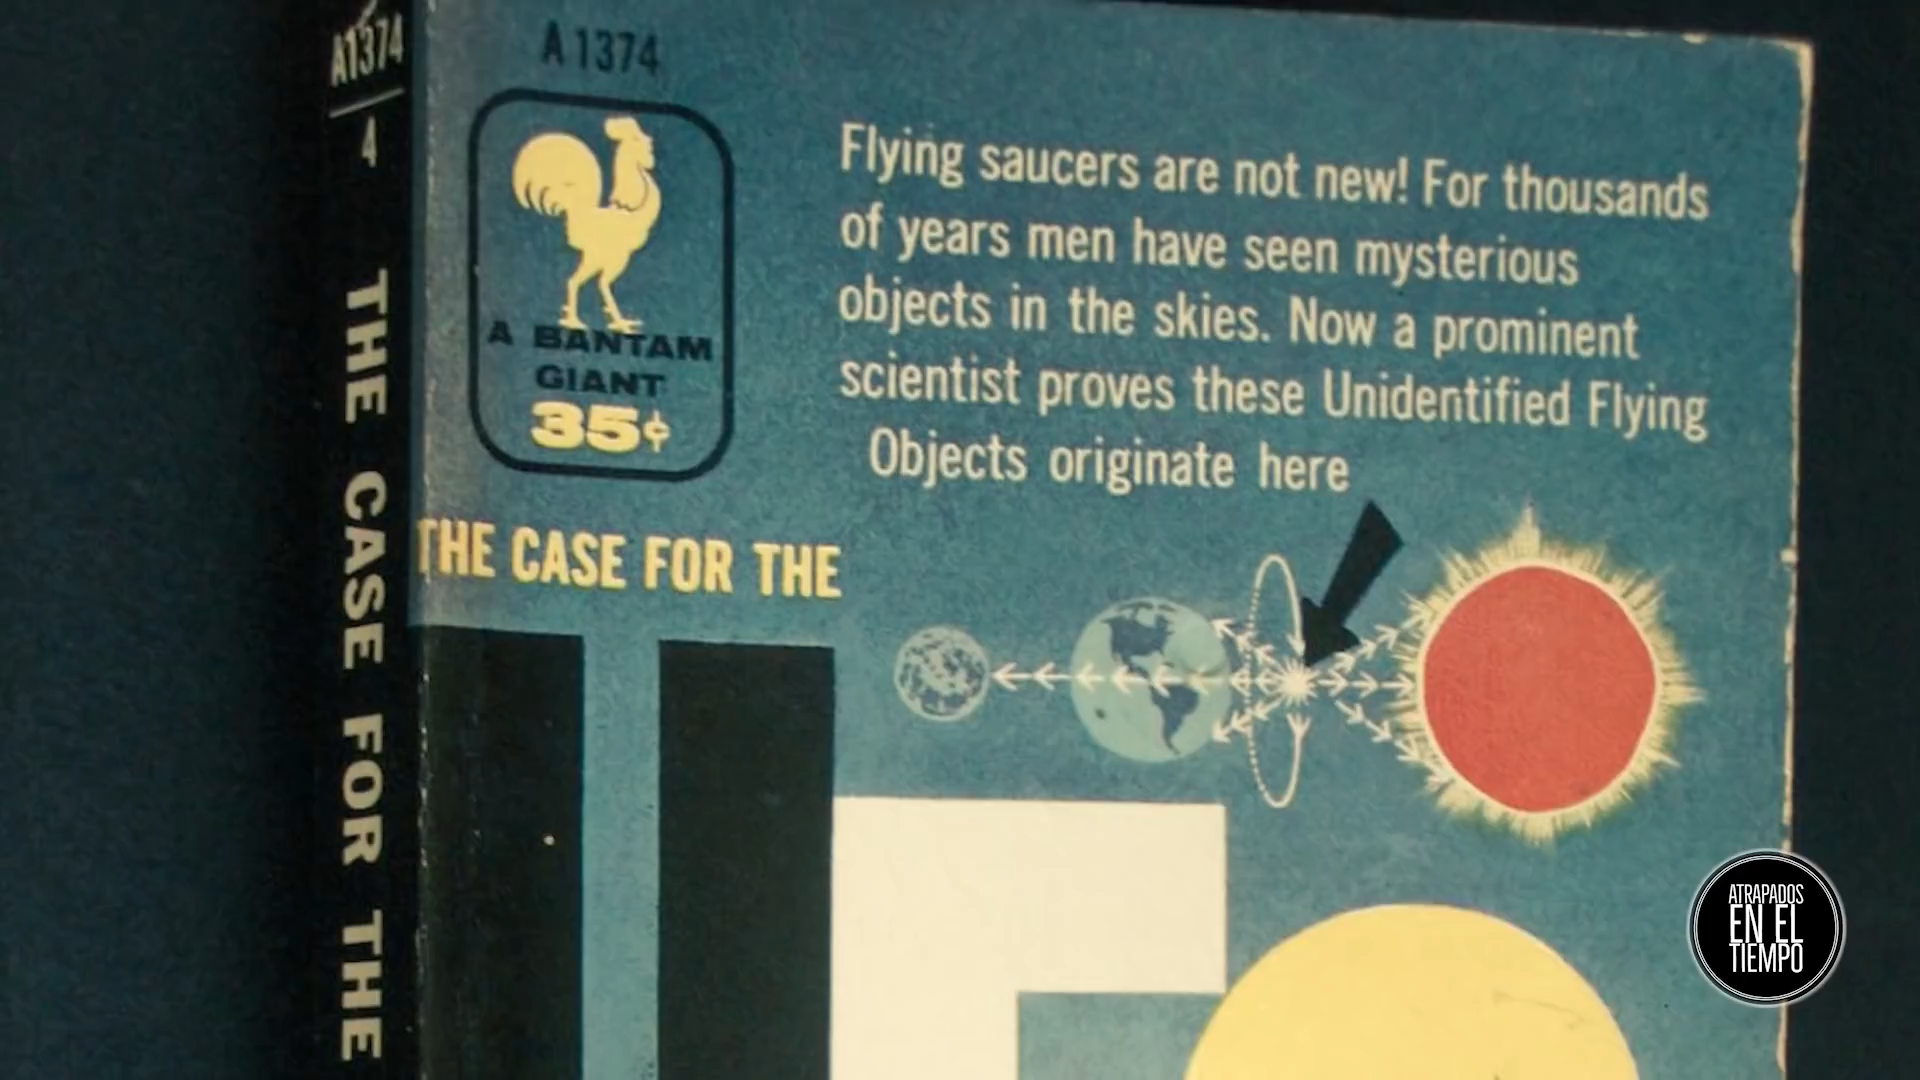 A1374
4
THE CASE FOR THE
A 1374
A BANTAM
GIANT
35¢
Flying saucers are not new! For thousands
of years men have seen mysterious
objects in the skies. Now a prominent
scientist proves these Unidentified Flying
Objects originate here
THE CASE FOR THE
UF
ATRAPADOS
EN EL
TIEMPO